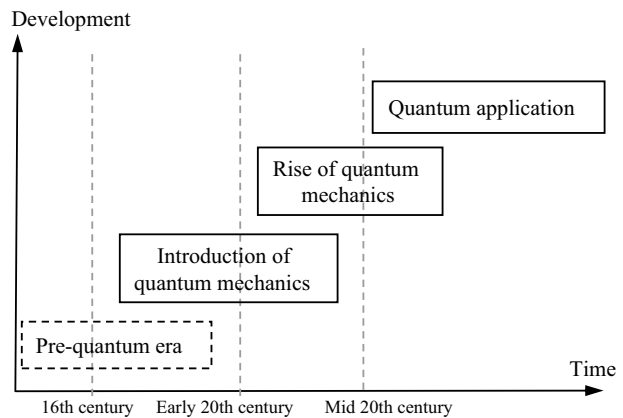 Development
Quantum application
Rise of quantum
mechanics
Introduction of
quantum mechanics
Pre-quantum era
Time
16th century
Early 20th century
Mid 20th century